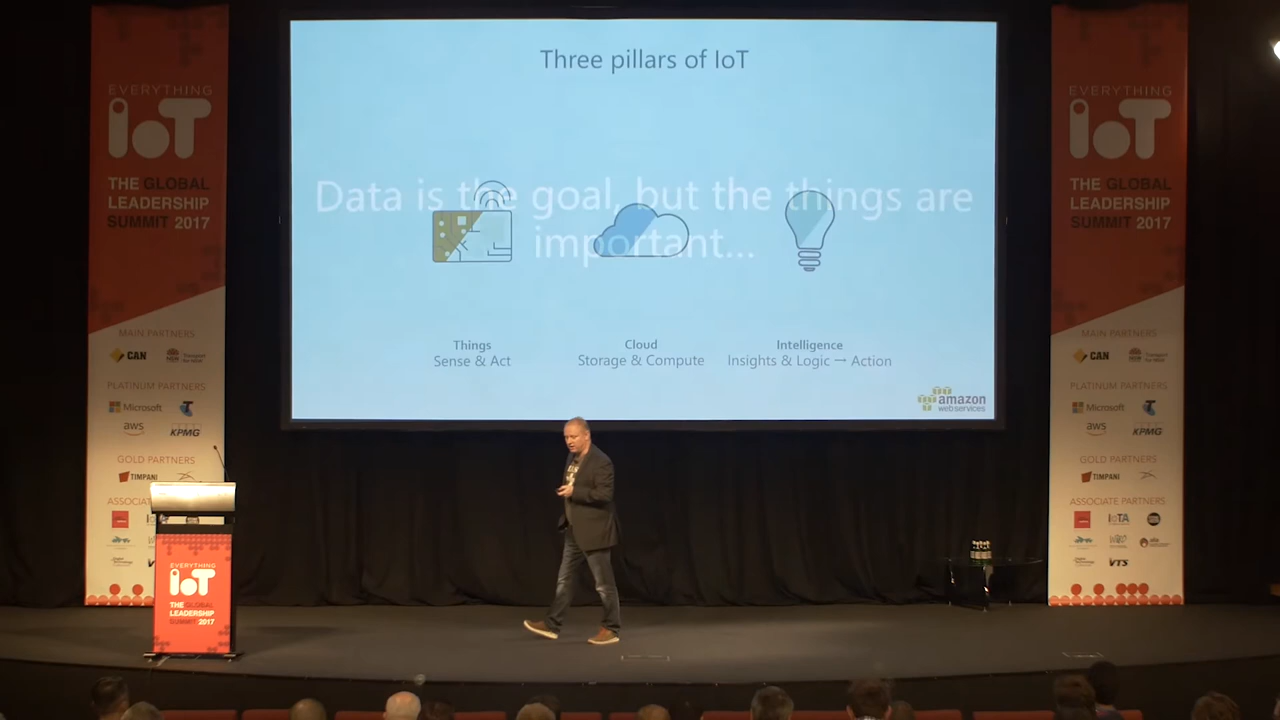 Three pillars of IoT
Data is the goal, but the things are
important...
Things
Sense & Act
Cloud
Storage & Compute
Intelligence
Insights & Logic → Action
amazon
web services
EVERYTHING
IoT
THE GLOBAL
LEADERSHIP
SUMMIT 2017
MAIN PARTNERS
CAN
PLATINUM PARTNERS
Microsoft
aws
KPMG
GOLD PARTNERS
TIMPANI
ASSOCIATE
EVERYTHING
IoT
THE GLOBAL
LEADERSHIP
SUMMIT 2017
EVERYTHING
IoT
THE GLOBAL
LEADERSHIP
SUMMIT 2017
MAIN PARTNERS
CAN
PLATINUM PARTNERS
Microsoft
aws
KPMG
GOLD PARTNERS
TIMPANI
ASSOCIATE PARTNERS
IoTA
VTS